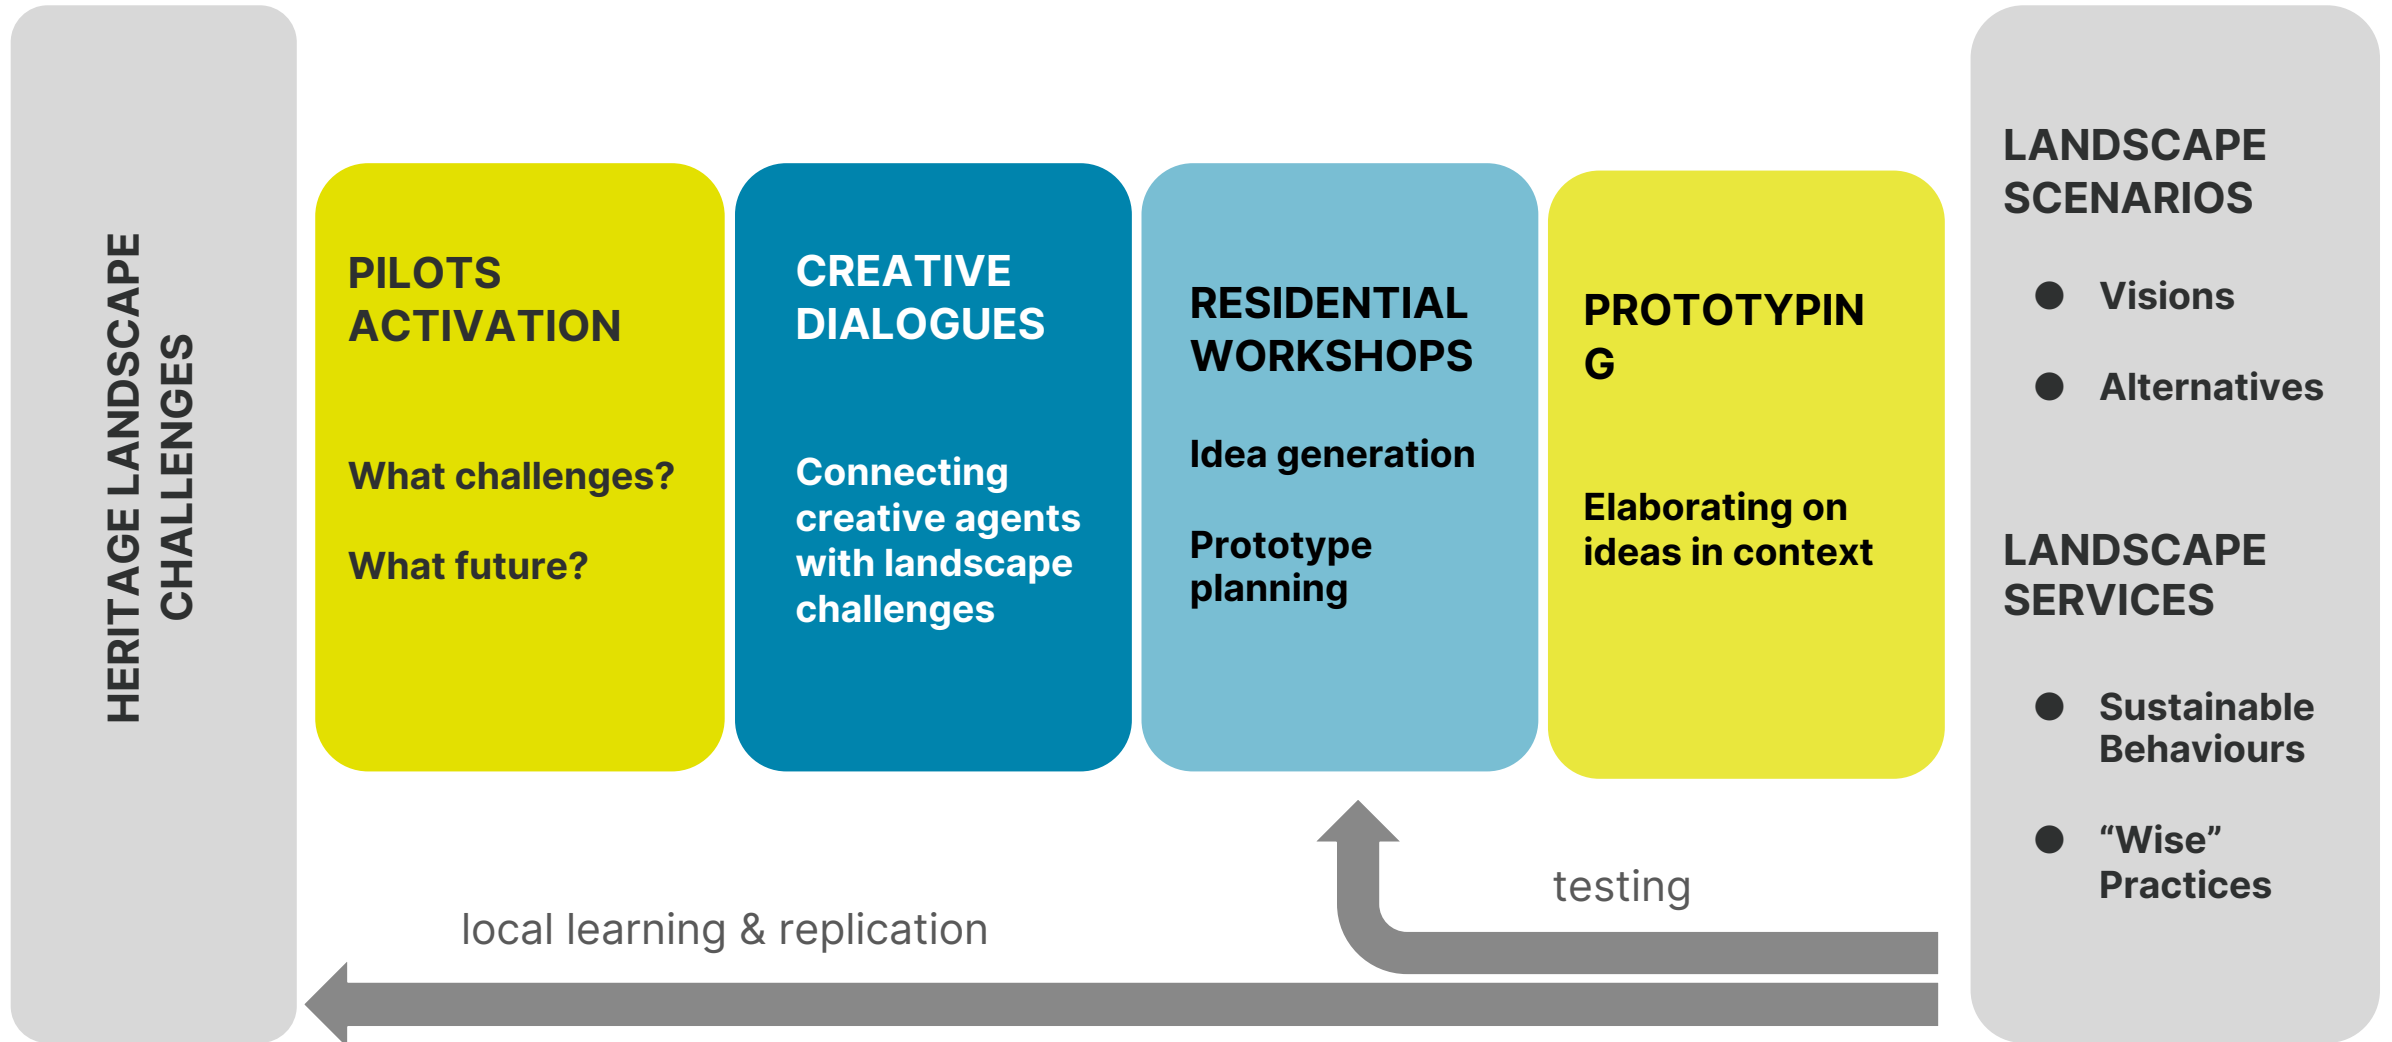 HERITAGE LANDSCAPE
CHALLENGES
PILOTS
ACTIVATION
What challenges?
What future?
CREATIVE
DIALOGUES
Connecting
creative agents
with landscape
challenges
RESIDENTIAL
WORKSHOPS
Idea generation
Prototype
planning
PROTOTYPIN
G
Elaborating on
ideas in context
LANDSCAPE
SCENARIOS
● Visions
● Alternatives
LANDSCAPE
SERVICES
● Sustainable
Behaviours
● “Wise”
Practices
testing
local learning & replication